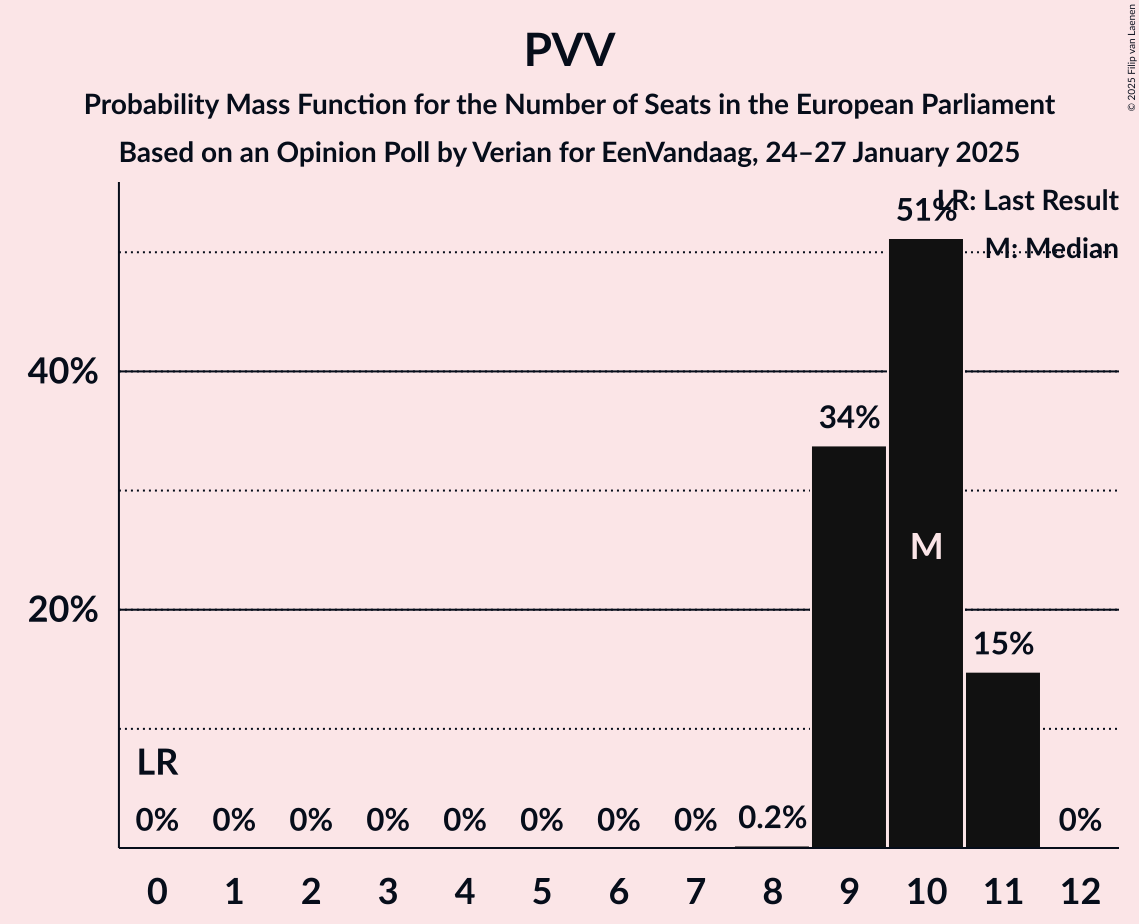 PVV
Probability Mass Function for the Number of Seats in the European Parliament
Based on an Opinion Poll by Verian for EenVandaag, 24–27 January 2025
© 2025 Filip van Laenen
LR: Last Result
M: Median
51%
40%
34%
M
20%
15%
LR
0% 0% 0% 0% 0% 0% 0% 0% 0.2% 0%
0 1 2 3 4 5 6 7 8 9 10 11 12